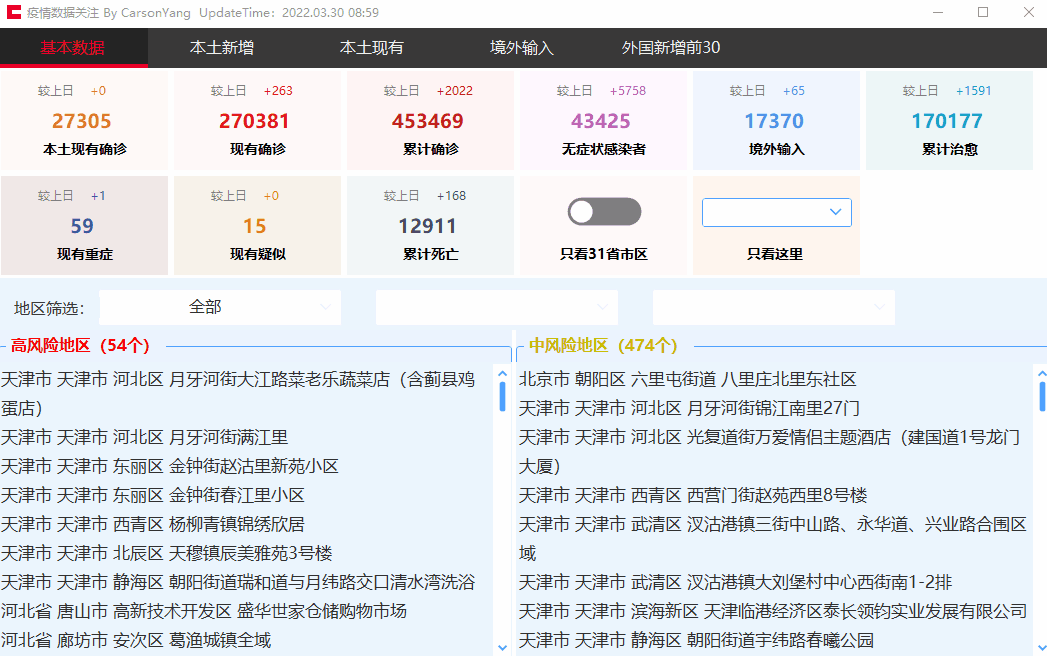 疫情数据关注 By CarsonYang UpdateTime：2022.03.30 08:59
基本数据 本土新增 本土现有 境外输入 外国新增前30
较上日 +0 较上日 +263 较上日 +2022 较上日 +5758 较上日 +65 较上日 +1591
27305 270381 453469 43425 17370 170177
本土现有确诊 现有确诊 累计确诊 无症状感染者 境外输入 累计治愈
较上日 +1 较上日 +0 较上日 +168
59 15 12911
现有重症 现有疑似 累计死亡 只看31省市区 只看这里
地区筛选： 全部
高风险地区（54个）
天津市 天津市 河北区 月牙河街大江路菜老乐蔬菜店（含蓟县鸡
蛋店）
天津市 天津市 河北区 月牙河街满江里
天津市 天津市 东丽区 金钟街赵沽里新苑小区
天津市 天津市 东丽区 金钟街春江里小区
天津市 天津市 西青区 杨柳青镇锦绣欣居
天津市 天津市 北辰区 天穆镇辰美雅苑3号楼
天津市 天津市 静海区 朝阳街道瑞和道与月纬路交口清水湾洗浴
河北省 唐山市 高新技术开发区 盛华世家仓储购物市场
河北省 廊坊市 安次区 葛渔城镇全域
中风险地区（474个）
北京市 朝阳区 六里屯街道 八里庄北里东社区
天津市 天津市 河北区 月牙河街锦江南里27门
天津市 天津市 河北区 光复道街万爱情侣主题酒店（建国道1号龙门
大厦）
天津市 天津市 西青区 西营门街赵苑西里8号楼
天津市 天津市 武清区 汊沽港镇三街中山路、永华道、兴业路合围区
域
天津市 天津市 武清区 汊沽港镇大刘堡村中心西街南1-2排
天津市 天津市 滨海新区 天津临港经济区泰长领钧实业发展有限公司
天津市 天津市 静海区 朝阳街道宇纬路春曦公园